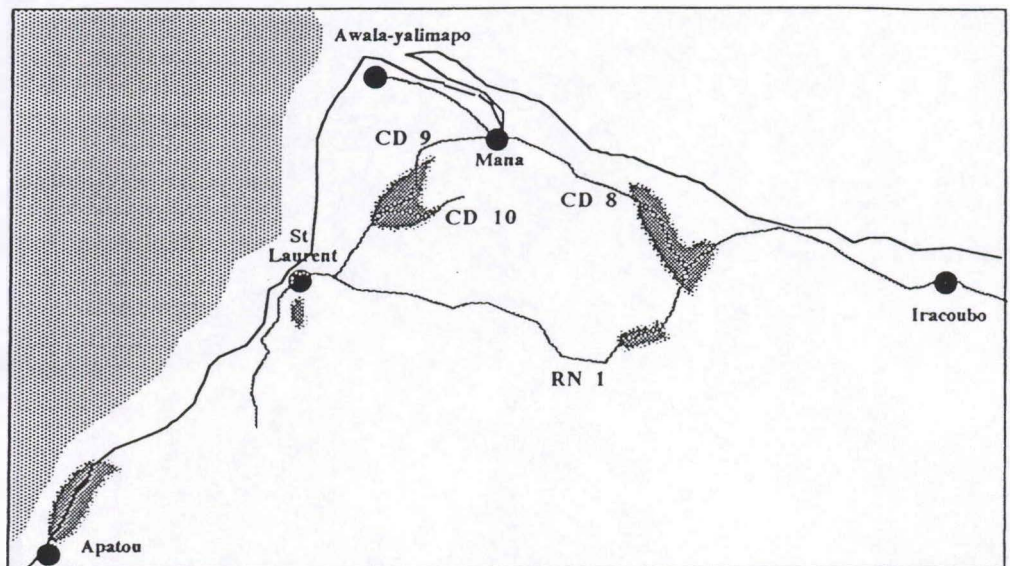 Awala-yalimapo
CD 9
Mana
CD 8
CD 10
St
Laurent
Iracoubo
RN 1
Apatou